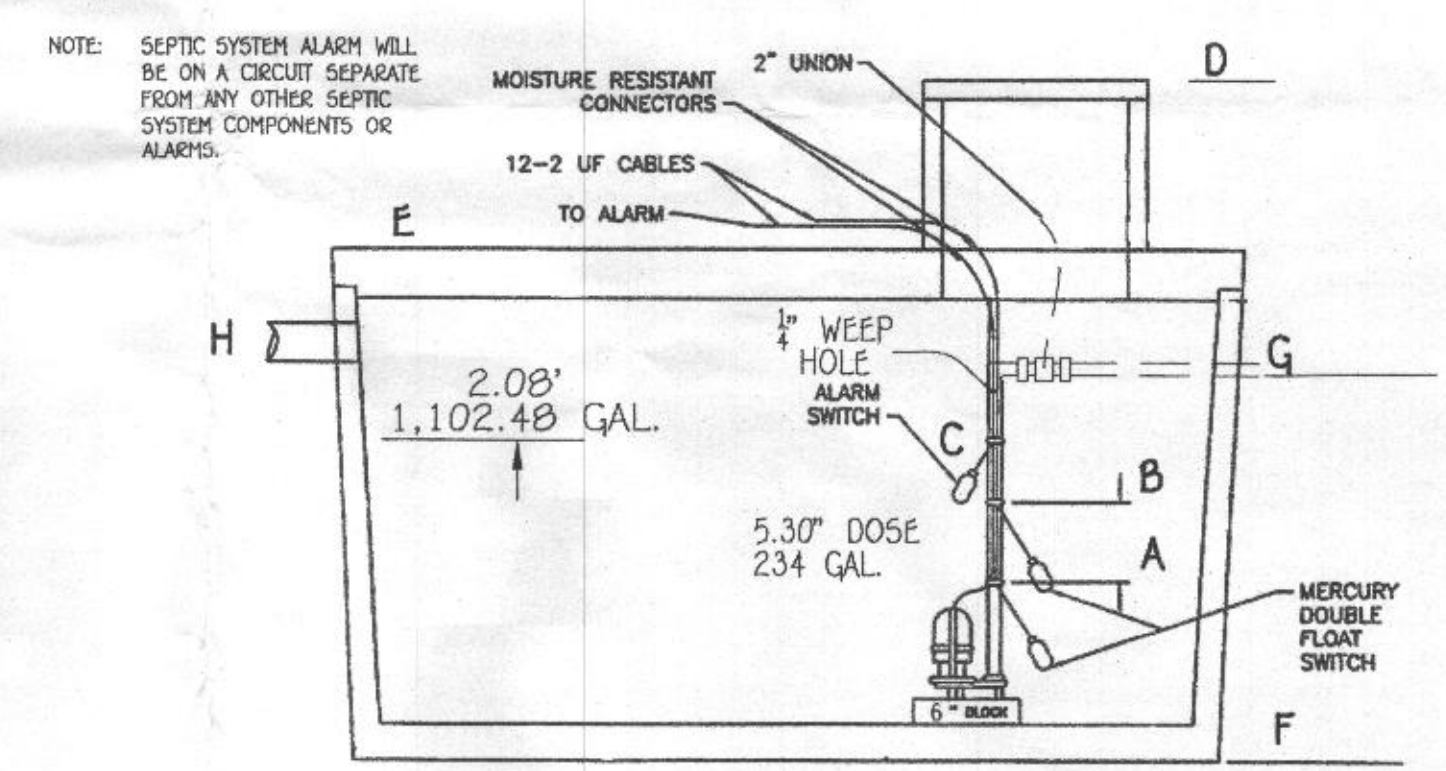 NOTE: SEPTIC SYSTEM ALARM WILL
BE ON A CIRCUIT SEPARATE
FROM ANY OTHER SEPTIC
SYSTEM COMPONENTS OR
ALARMS.
MOISTURE RESISTANT
CONNECTORS
2" UNION
D
12-2 UF CABLES
TO ALARM
E
H
1/4" WEEP
HOLE
G
2.08'
1,102.48 GAL.
ALARM
SWITCH
C
B
5.30" DOSE
234 GAL.
A
MERCURY
DOUBLE
FLOAT
SWITCH
6" BLOCK
F